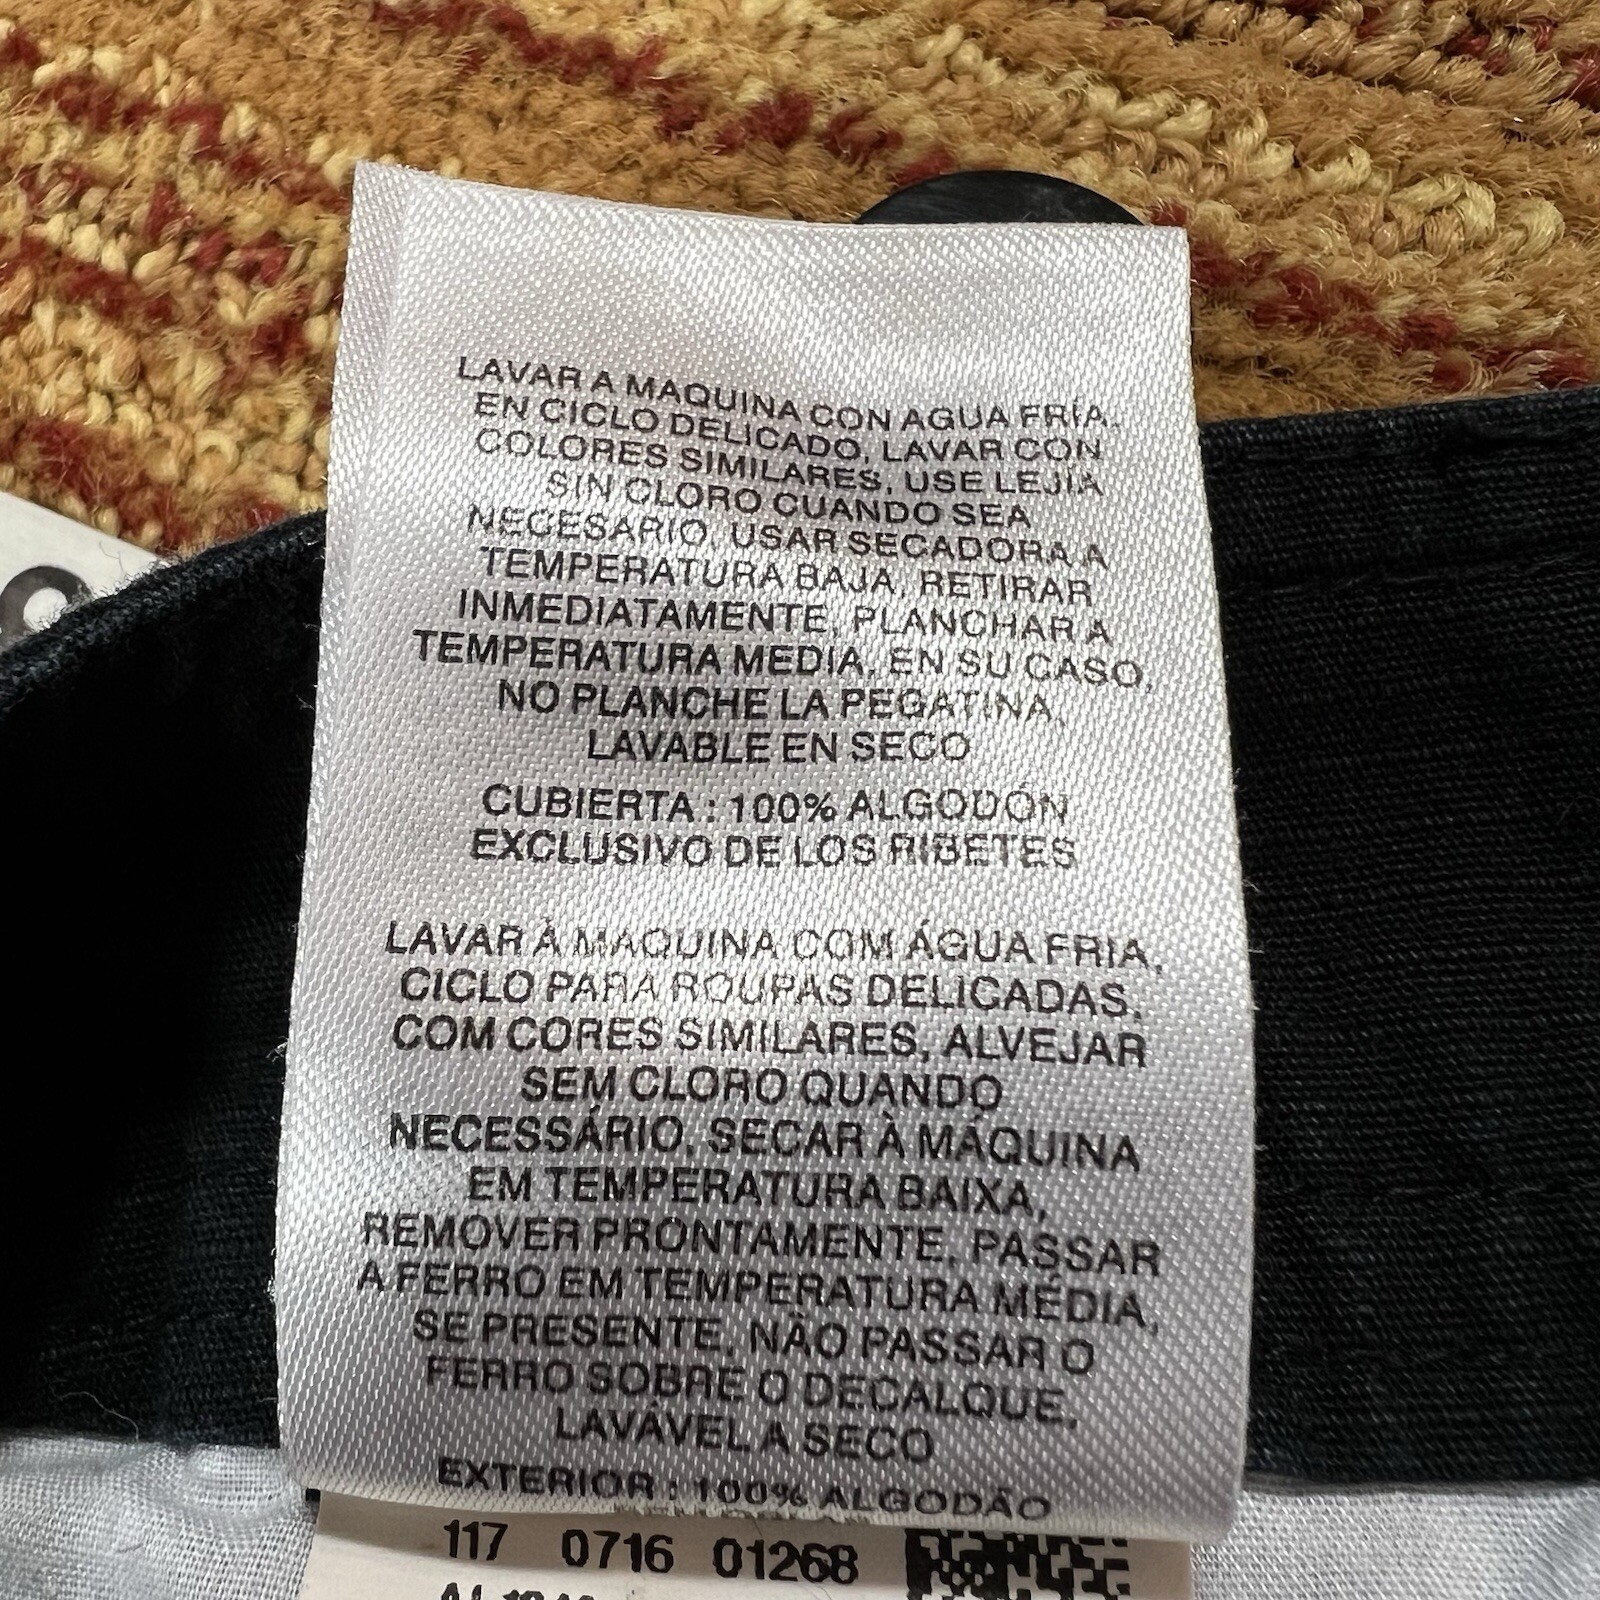 LAVAR A MAQUINA CON AGUA FRÍA,
EN CICLO DELICADO, LAVAR CON
COLORES SIMILARES, USE LEJÍA
SIN CLORO CUANDO SEA
NECESARIO, USAR SECADORA A
TEMPERATURA BAJA, RETIRAR
INMEDIATAMENTE, PLANCHAR A
TEMPERATURA MEDIA, EN SU CASO,
NO PLANCHE LA PEGATINA,
LAVABLE EN SECO
CUBIERTA : 100% ALGODÓN
EXCLUSIVO DE LOS RIBETES
LAVAR À MAQUINA COM ÁGUA FRIA,
CICLO PARA ROUPAS DELICADAS,
COM CORES SIMILARES, ALVEJAR
SEM CLORO QUANDO
NECESSÁRIO, SECAR À MÁQUINA
EM TEMPERATURA BAIXA,
REMOVER PRONTAMENTE, PASSAR
A FERRO EM TEMPERATURA MÉDIA,
SE PRESENTE, NÃO PASSAR O
FERRO SOBRE O DECALQUE,
LAVÁVEL A SECO
EXTERIOR : 100% ALGODÃO
117 0716 01268